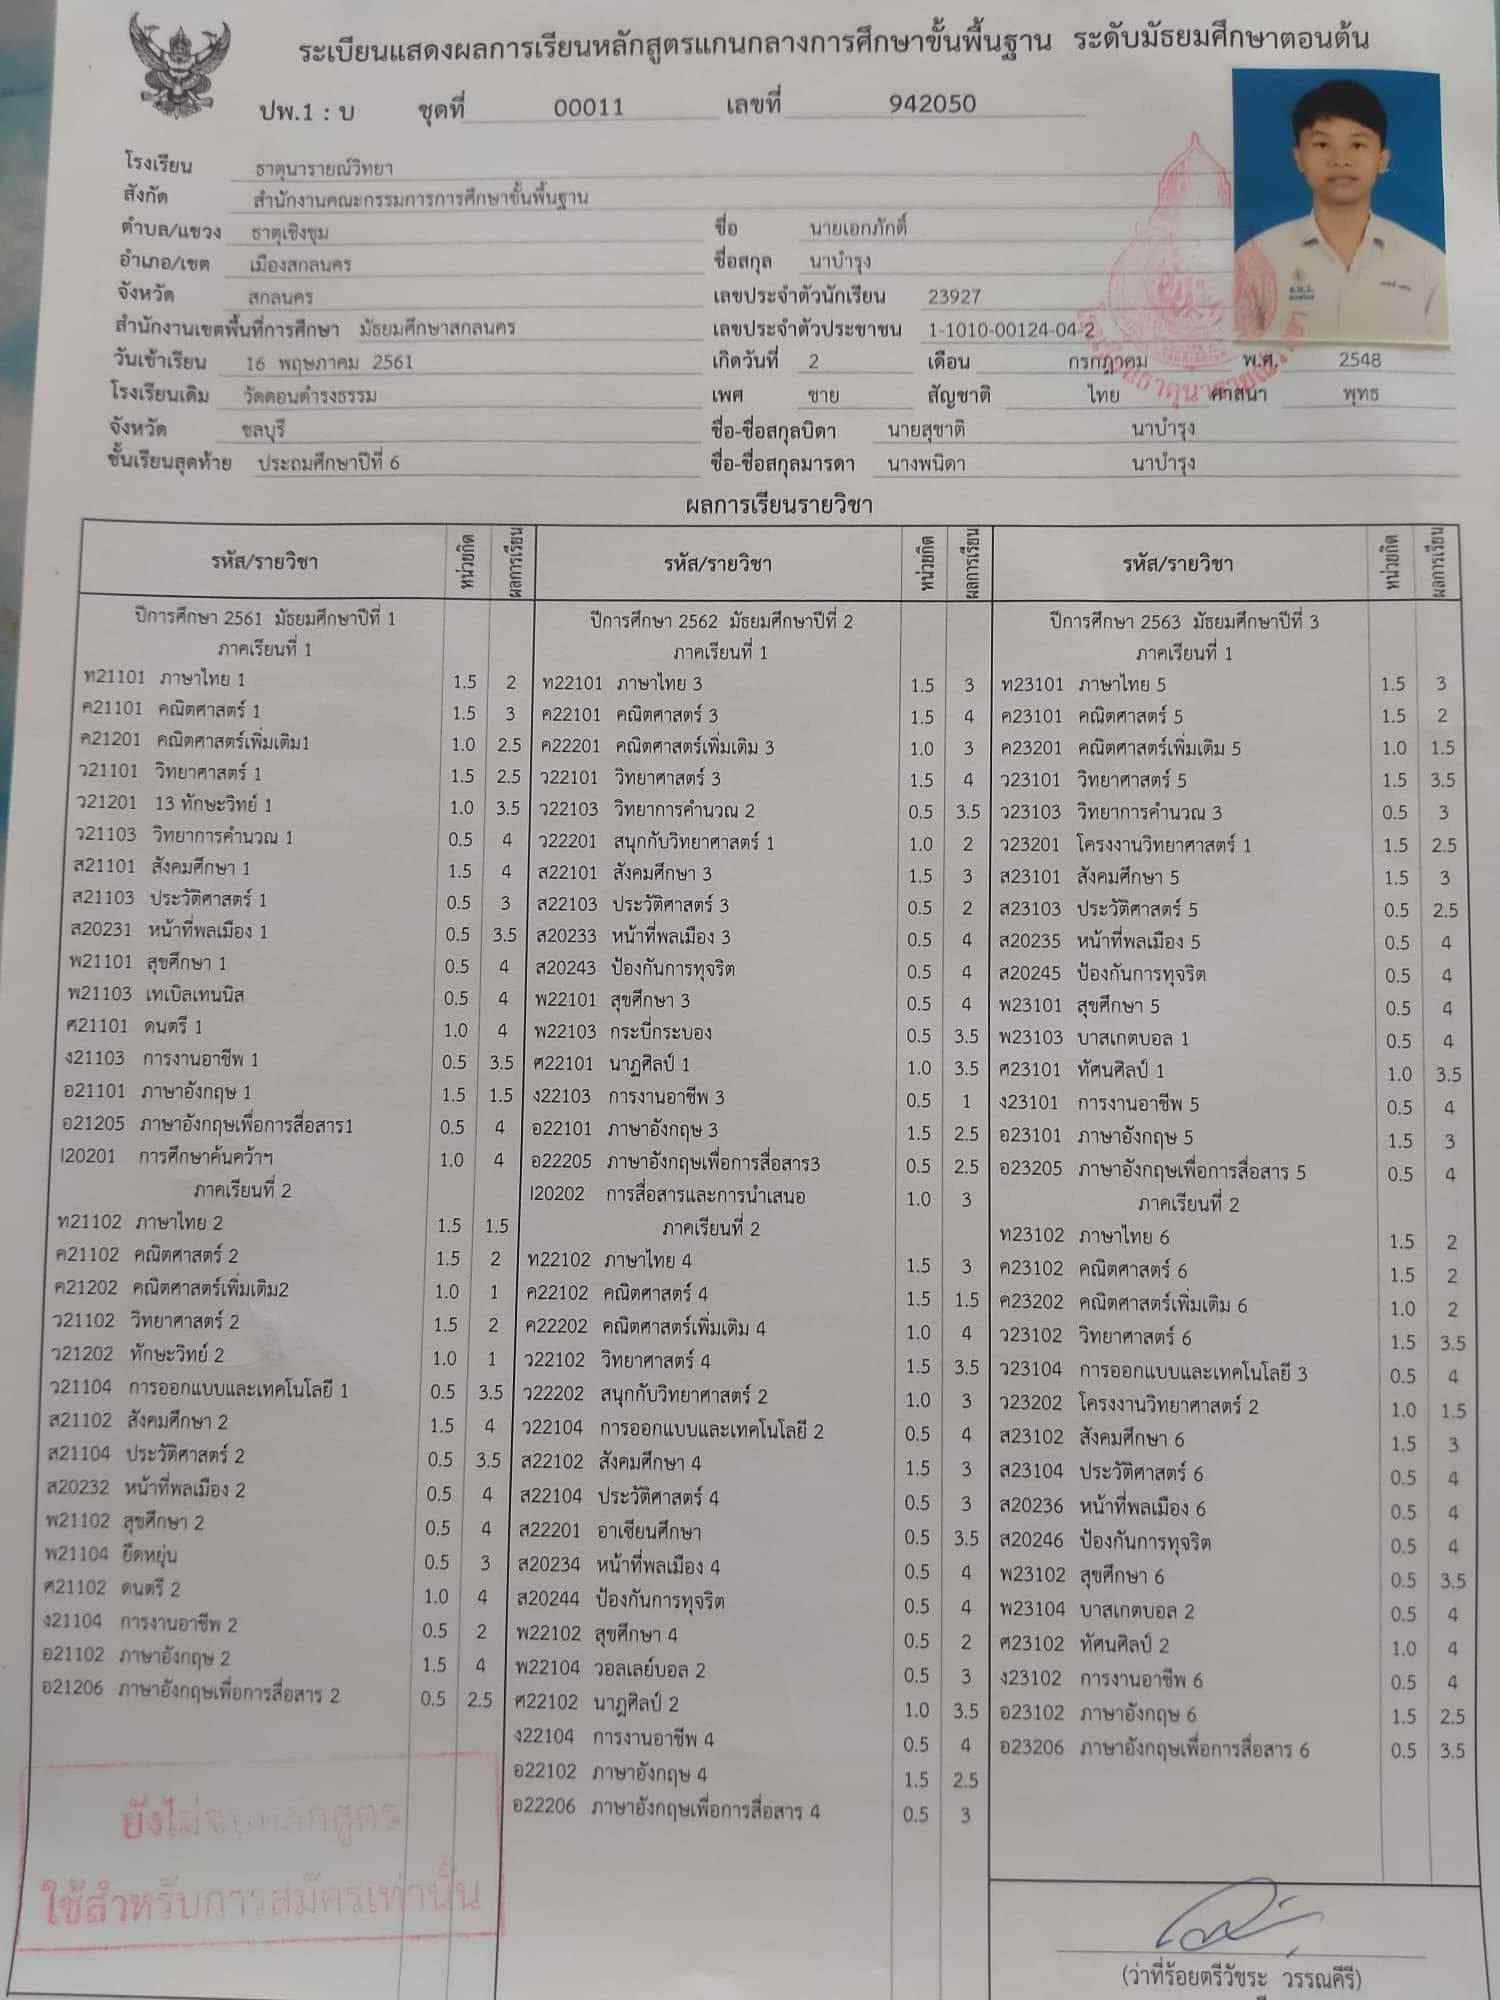 ระเบียนแสดงผลการเรียนหลักสูตรแกนกลางการศึกษาขั้นพื้นฐาน ระดับมัธยมศึกษาตอนต้น
ปพ.1 : บ ชุดที่ 00011 เลขที่ 942050
โรงเรียน ธาตุนารายณ์วิทยา
สังกัด สำนักงานคณะกรรมการการศึกษาขั้นพื้นฐาน
ตำบล/แขวง ธาตุเชิงชุม
อำเภอ/เขต เมืองสกลนคร
จังหวัด สกลนคร
สำนักงานเขตพื้นที่การศึกษา มัธยมศึกษาสกลนคร
วันเข้าเรียน 16 พฤษภาคม 2561
โรงเรียนเดิม วัดดอนดำรงธรรม
จังหวัด ชลบุรี
ชั้นเรียนสุดท้าย ประถมศึกษาปีที่ 6
ชื่อ นายเอกภักดิ์
ชื่อสกุล นาบำรุง
เลขประจำตัวนักเรียน 23927
เลขประจำตัวประชาชน 1-1010-00124-04-2
เกิดวันที่ 2 เดือน กรกฎาคม พ.ศ. 2548
เพศ ชาย สัญชาติ ไทย ศาสนา พุทธ
ชื่อ-ชื่อสกุลบิดา นายสุชาติ นาบำรุง
ชื่อ-ชื่อสกุลมารดา นางพนิดา นาบำรุง
ผลการเรียนรายวิชา
รหัส/รายวิชา หน่วยกิต ผลการเรียน
ปีการศึกษา 2561 มัธยมศึกษาปีที่ 1
ภาคเรียนที่ 1
ท21101 ภาษาไทย 1 1.5 2
ค21101 คณิตศาสตร์ 1 1.5 3
ค21201 คณิตศาสตร์เพิ่มเติม1 1.0 2.5
ว21101 วิทยาศาสตร์ 1 1.5 2.5
ว21201 13 ทักษะวิทย์ 1 1.0 3.5
ว21103 วิทยาการคำนวณ 1 0.5 4
ส21101 สังคมศึกษา 1 1.5 4
ส21103 ประวัติศาสตร์ 1 0.5 3
ส20231 หน้าที่พลเมือง 1 0.5 3.5
พ21101 สุขศึกษา 1 0.5 4
พ21103 เทเบิลเทนนิส 0.5 4
ศ21101 ดนตรี 1 1.0 4
ง21103 การงานอาชีพ 1 0.5 3.5
อ21101 ภาษาอังกฤษ 1 1.5 1.5
อ21205 ภาษาอังกฤษเพื่อการสื่อสาร1 0.5 4
I20201 การศึกษาค้นคว้าฯ 1.0 4
ภาคเรียนที่ 2
ท21102 ภาษาไทย 2 1.5 1.5
ค21102 คณิตศาสตร์ 2 1.5 2
ค21202 คณิตศาสตร์เพิ่มเติม2 1.0 1
ว21102 วิทยาศาสตร์ 2 1.5 2
ว21202 ทักษะวิทย์ 2 1.0 1
ว21104 การออกแบบและเทคโนโลยี 1 0.5 3.5
ส21102 สังคมศึกษา 2 1.5 4
ส21104 ประวัติศาสตร์ 2 0.5 3.5
ส20232 หน้าที่พลเมือง 2 0.5 4
พ21102 สุขศึกษา 2 0.5 4
พ21104 ยืดหยุ่น 0.5 3
ศ21102 ดนตรี 2 1.0 4
ง21104 การงานอาชีพ 2 0.5 2
อ21102 ภาษาอังกฤษ 2 1.5 4
อ21206 ภาษาอังกฤษเพื่อการสื่อสาร 2 0.5 2.5
ยังไม่จบหลักสูตร
ใช้สำหรับการสมัครเท่านั้น
รหัส/รายวิชา หน่วยกิต ผลการเรียน
ปีการศึกษา 2562 มัธยมศึกษาปีที่ 2
ภาคเรียนที่ 1
ท22101 ภาษาไทย 3 1.5 3
ค22101 คณิตศาสตร์ 3 1.5 4
ค22201 คณิตศาสตร์เพิ่มเติม 3 1.0 3
ว22101 วิทยาศาสตร์ 3 1.5 4
ว22103 วิทยาการคำนวณ 2 0.5 3.5
ว22201 สนุกกับวิทยาศาสตร์ 1 1.0 2
ส22101 สังคมศึกษา 3 1.5 3
ส22103 ประวัติศาสตร์ 3 0.5 2
ส20233 หน้าที่พลเมือง 3 0.5 4
ส20243 ป้องกันการทุจริต 0.5 4
พ22101 สุขศึกษา 3 0.5 4
พ22103 กระบี่กระบอง 0.5 3.5
ศ22101 นาฏศิลป์ 1 1.0 3.5
ง22103 การงานอาชีพ 3 0.5 1
อ22101 ภาษาอังกฤษ 3 1.5 2.5
อ22205 ภาษาอังกฤษเพื่อการสื่อสาร3 0.5 2.5
I20202 การสื่อสารและการนำเสนอ 1.0 3
ภาคเรียนที่ 2
ท22102 ภาษาไทย 4 1.5 3
ค22102 คณิตศาสตร์ 4 1.5 1.5
ค22202 คณิตศาสตร์เพิ่มเติม 4 1.0 4
ว22102 วิทยาศาสตร์ 4 1.5 3.5
ว22202 สนุกกับวิทยาศาสตร์ 2 1.0 3
ว22104 การออกแบบและเทคโนโลยี 2 0.5 4
ส22102 สังคมศึกษา 4 1.5 3
ส22104 ประวัติศาสตร์ 4 0.5 3
ส22201 อาเซียนศึกษา 0.5 3.5
ส20234 หน้าที่พลเมือง 4 0.5 4
ส20244 ป้องกันการทุจริต 0.5 4
พ22102 สุขศึกษา 4 0.5 2
พ22104 วอลเลย์บอล 2 0.5 3
ศ22102 นาฏศิลป์ 2 1.0 3.5
ง22104 การงานอาชีพ 4 0.5 4
อ22102 ภาษาอังกฤษ 4 1.5 2.5
อ22206 ภาษาอังกฤษเพื่อการสื่อสาร 4 0.5 3
รหัส/รายวิชา หน่วยกิต ผลการเรียน
ปีการศึกษา 2563 มัธยมศึกษาปีที่ 3
ภาคเรียนที่ 1
ท23101 ภาษาไทย 5 1.5 3
ค23101 คณิตศาสตร์ 5 1.5 2
ค23201 คณิตศาสตร์เพิ่มเติม 5 1.0 1.5
ว23101 วิทยาศาสตร์ 5 1.5 3.5
ว23103 วิทยาการคำนวณ 3 0.5 3
ว23201 โครงงานวิทยาศาสตร์ 1 1.5 2.5
ส23101 สังคมศึกษา 5 1.5 3
ส23103 ประวัติศาสตร์ 5 0.5 2.5
ส20235 หน้าที่พลเมือง 5 0.5 4
ส20245 ป้องกันการทุจริต 0.5 4
พ23101 สุขศึกษา 5 0.5 4
พ23103 บาสเกตบอล 1 0.5 4
ศ23101 ทัศนศิลป์ 1 1.0 3.5
ง23101 การงานอาชีพ 5 0.5 4
อ23101 ภาษาอังกฤษ 5 1.5 3
อ23205 ภาษาอังกฤษเพื่อการสื่อสาร 5 0.5 4
ภาคเรียนที่ 2
ท23102 ภาษาไทย 6 1.5 2
ค23102 คณิตศาสตร์ 6 1.5 2
ค23202 คณิตศาสตร์เพิ่มเติม 6 1.0 2
ว23102 วิทยาศาสตร์ 6 1.5 3.5
ว23104 การออกแบบและเทคโนโลยี 3 0.5 4
ว23202 โครงงานวิทยาศาสตร์ 2 1.0 1.5
ส23102 สังคมศึกษา 6 1.5 3
ส23104 ประวัติศาสตร์ 6 0.5 4
ส20236 หน้าที่พลเมือง 6 0.5 4
ส20246 ป้องกันการทุจริต 0.5 4
พ23102 สุขศึกษา 6 0.5 3.5
พ23104 บาสเกตบอล 2 0.5 4
ศ23102 ทัศนศิลป์ 2 1.0 4
ง23102 การงานอาชีพ 6 0.5 4
อ23102 ภาษาอังกฤษ 6 1.5 2.5
อ23206 ภาษาอังกฤษเพื่อการสื่อสาร 6 0.5 3.5
(ว่าที่ร้อยตรีวัชระ วรรณคีรี)